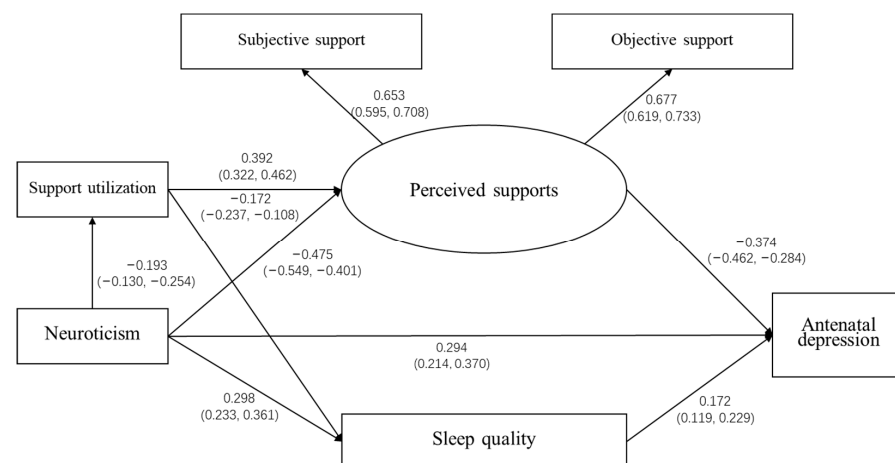 Subjective support
Objective support
0.653
(0.595, 0.708)
0.677
(0.619, 0.733)
0.392
(0.322, 0.462)
Support utilization
Perceived supports
−0.172
(−0.237, −0.108)
−0.475
(−0.549, −0.401)
−0.374
(−0.462, −0.284)
−0.193
(−0.130, −0.254)
Neuroticism
Antenatal
depression
0.294
(0.214, 0.370)
0.298
(0.233, 0.361)
0.172
(0.119, 0.229)
Sleep quality